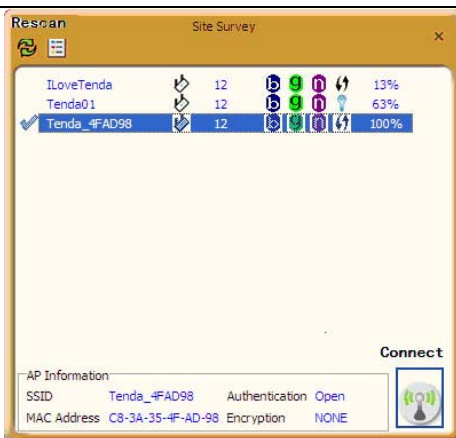 Rescan Site Survey
ILoveTenda 12 b g n 13%
Tenda01 12 b g n 63%
Tenda_4FAD98 12 b g n 100%
Connect
AP Information
SSID Tenda_4FAD98 Authentication Open
MAC Address C8-3A-35-4F-AD-98 Encryption NONE